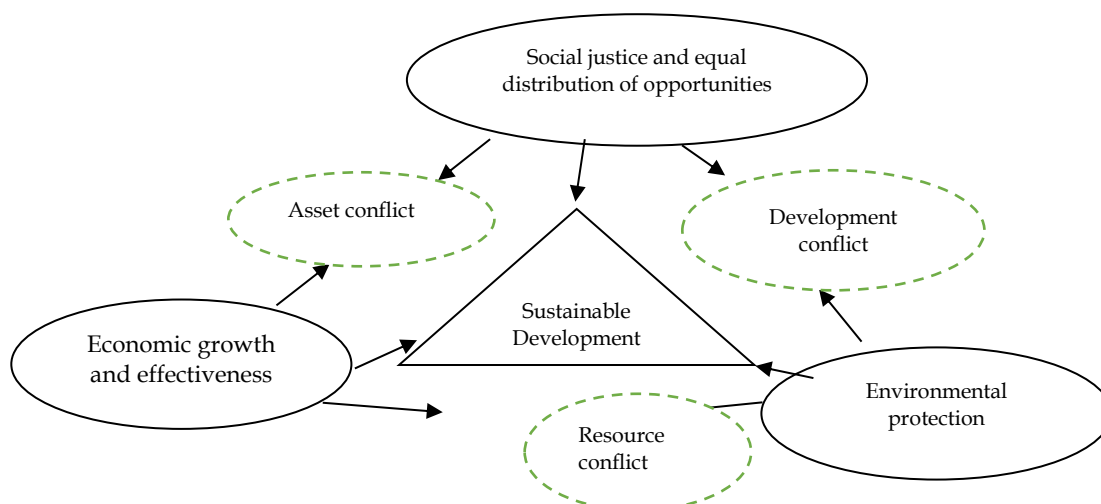 Social justice and equal
distribution of opportunities
Asset conflict
Development
conflict
Sustainable
Development
Economic growth
and effectiveness
Environmental
protection
Resource
conflict